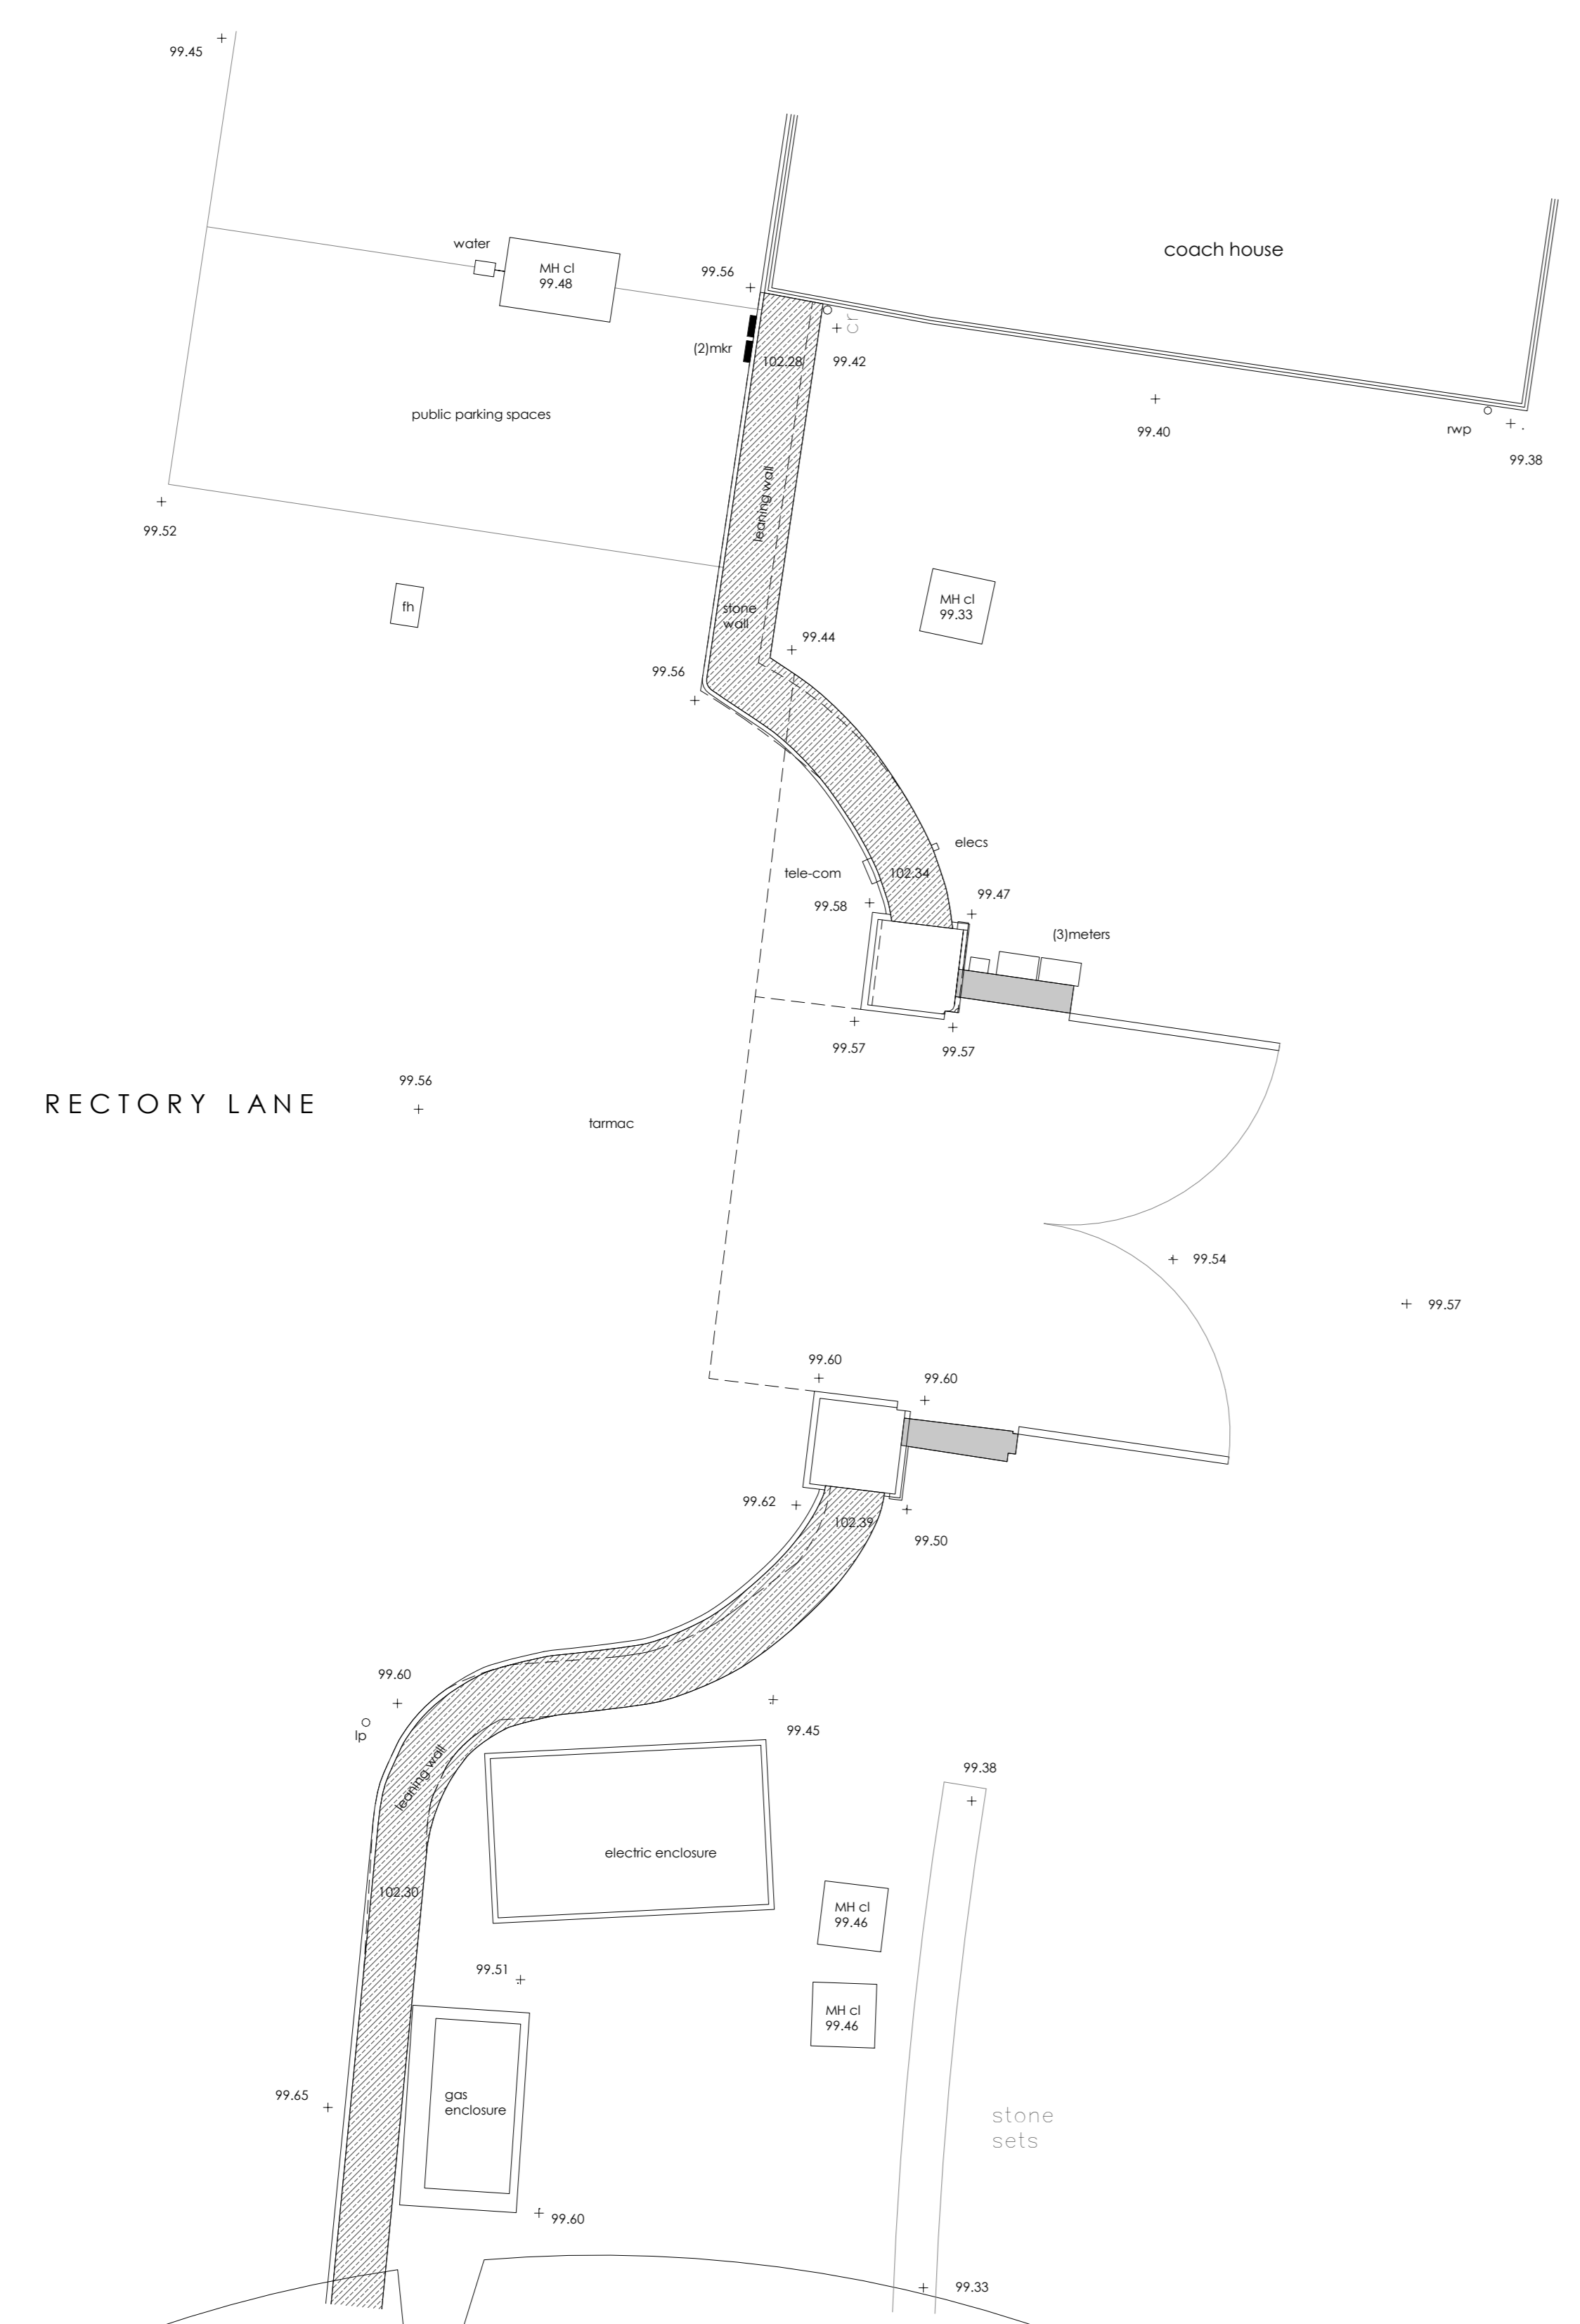 99.45
coach house
water
MH cl
99.48
99.56
(2)mkr
102.28
cr
99.42
public parking spaces
99.40
rwp
99.38
leaning wall
99.52
fh
MH cl
99.33
stone
wall
99.44
99.56
elecs
tele-com
102.34
99.47
99.58
(3)meters
99.57
99.57
99.56
RECTORY LANE
tarmac
99.54
99.57
99.60
99.60
99.62
102.39
99.50
99.60
lp
99.45
leaning wall
99.38
electric enclosure
102.30
MH cl
99.46
99.51
MH cl
99.46
99.65
gas
enclosure
stone
sets
99.60
99.33